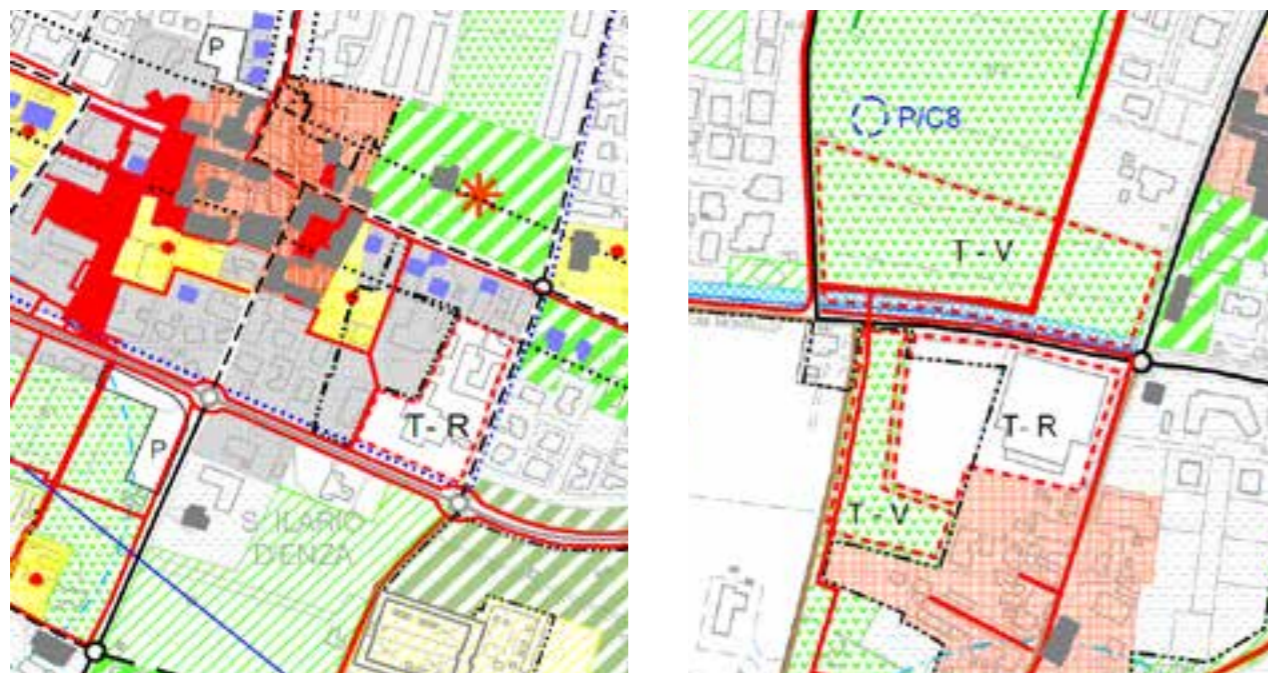 P
T - R
P
S. ILARIO
D'ENZA
P/C8
T - V
T - R
T - V